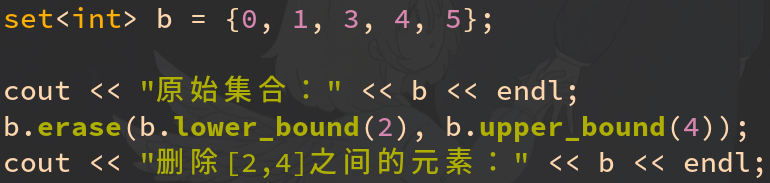 set<int> b = {0, 1, 3, 4, 5};
cout << "原始集合：" << b << endl;
b.erase(b.lower_bound(2), b.upper_bound(4));
cout << "删除[2,4]之间的元素：" << b << endl;